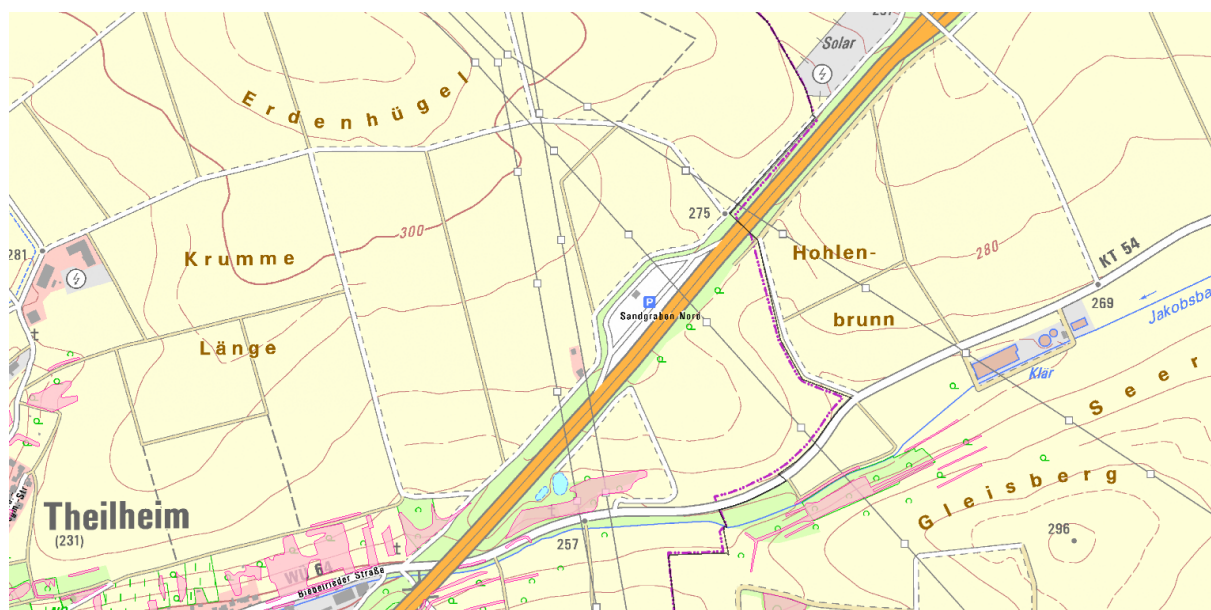 Solar
Erdenhügel
275
300
281
Krumme
Hohlen-
280
KT 54
269
Jakobsba
Sandgraben Nord
P
brunn
Länge
Klär
Seer
Gleisberg
Theilheim
(231)
296
257
WÜ 64
Biebelrieder Straße